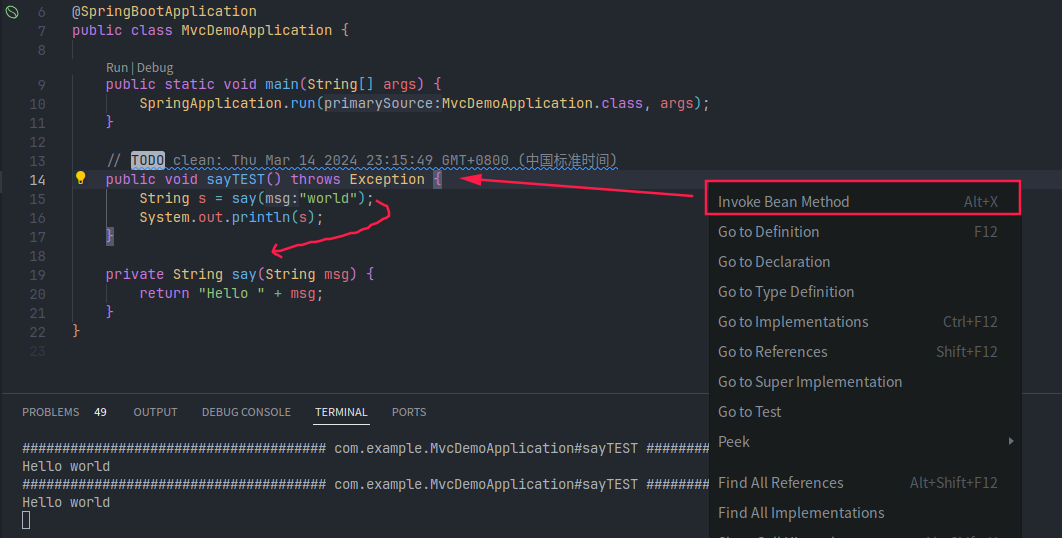 6 @SpringBootApplication
7 public class MvcDemoApplication {
8
Run | Debug
9 public static void main(String[] args) {
10 SpringApplication.run(primarySource:MvcDemoApplication.class, args);
11 }
12
13 // TODO clean: Thu Mar 14 2024 23:15:49 GMT+0800 (中国标准时间)
14 public void sayTEST() throws Exception {
15 String s = say(msg:"world");
16 System.out.println(s);
17 }
18
19 private String say(String msg) {
20 return "Hello " + msg;
21 }
22 }
23
Invoke Bean Method Alt+X
Go to Definition F12
Go to Declaration
Go to Type Definition
Go to Implementations Ctrl+F12
Go to References Shift+F12
Go to Super Implementation
Go to Test
Peek
Find All References Alt+Shift+F12
Find All Implementations
PROBLEMS 49 OUTPUT DEBUG CONSOLE TERMINAL PORTS
###################################### com.example.MvcDemoApplication#sayTEST ########
Hello world
###################################### com.example.MvcDemoApplication#sayTEST ########
Hello world